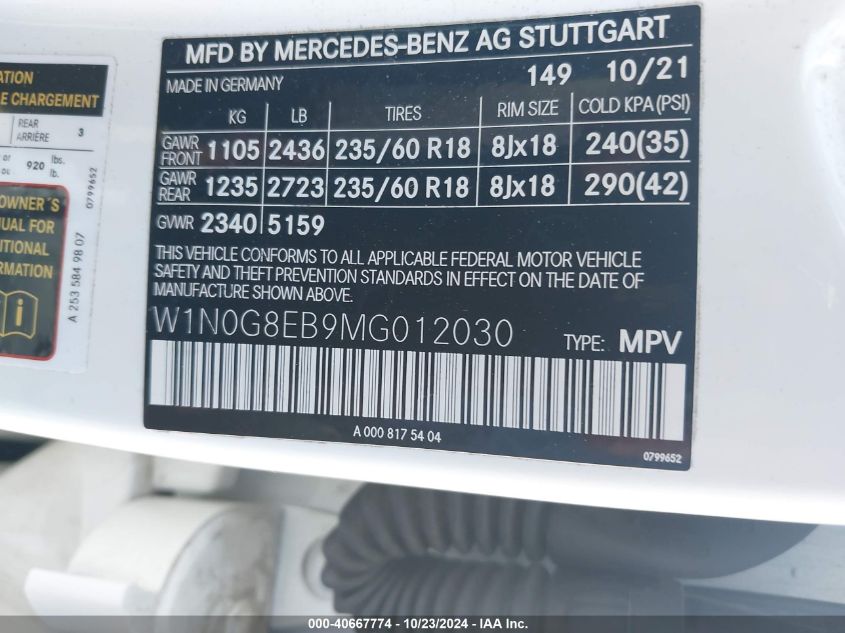 ATION
E CHARGEMENT
REAR
ARRIÈRE 3
or
ou 920 lbs.
lb.
OWNER´S
UAL FOR
ITIONAL
RMATION
i
A 253 584 98 07
0799652
MFD BY MERCEDES-BENZ AG STUTTGART
MADE IN GERMANY 149 10/21
KG LB TIRES RIM SIZE COLD KPA (PSI)
GAWR
FRONT 1105 2436 235/60 R18 8Jx18 240(35)
GAWR
REAR 1235 2723 235/60 R18 8Jx18 290(42)
GVWR 2340 5159
THIS VEHICLE CONFORMS TO ALL APPLICABLE FEDERAL MOTOR VEHICLE
SAFETY AND THEFT PREVENTION STANDARDS IN EFFECT ON THE DATE OF
MANUFACTURE SHOWN ABOVE.
W1N0G8EB9MG012030 TYPE: MPV
A 000 817 54 04
0799652
000-40667774 - 10/23/2024 - IAA Inc.